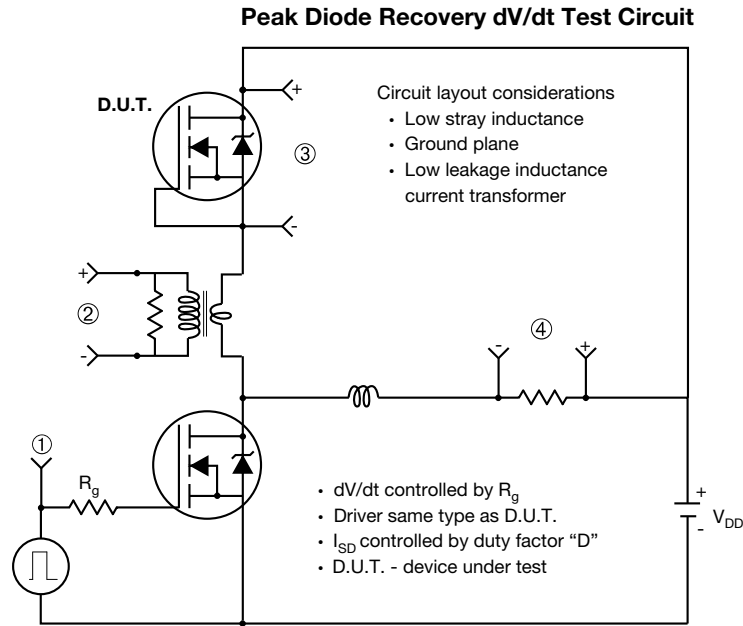 Peak Diode Recovery dV/dt Test Circuit
D.U.T.
+
-
③
Circuit layout considerations
• Low stray inductance
• Ground plane
• Low leakage inductance
current transformer
+
②
-
④
-
+
①
Rg
• dV/dt controlled by Rg
• Driver same type as D.U.T.
• ISD controlled by duty factor “D”
• D.U.T. - device under test
+
-
VDD